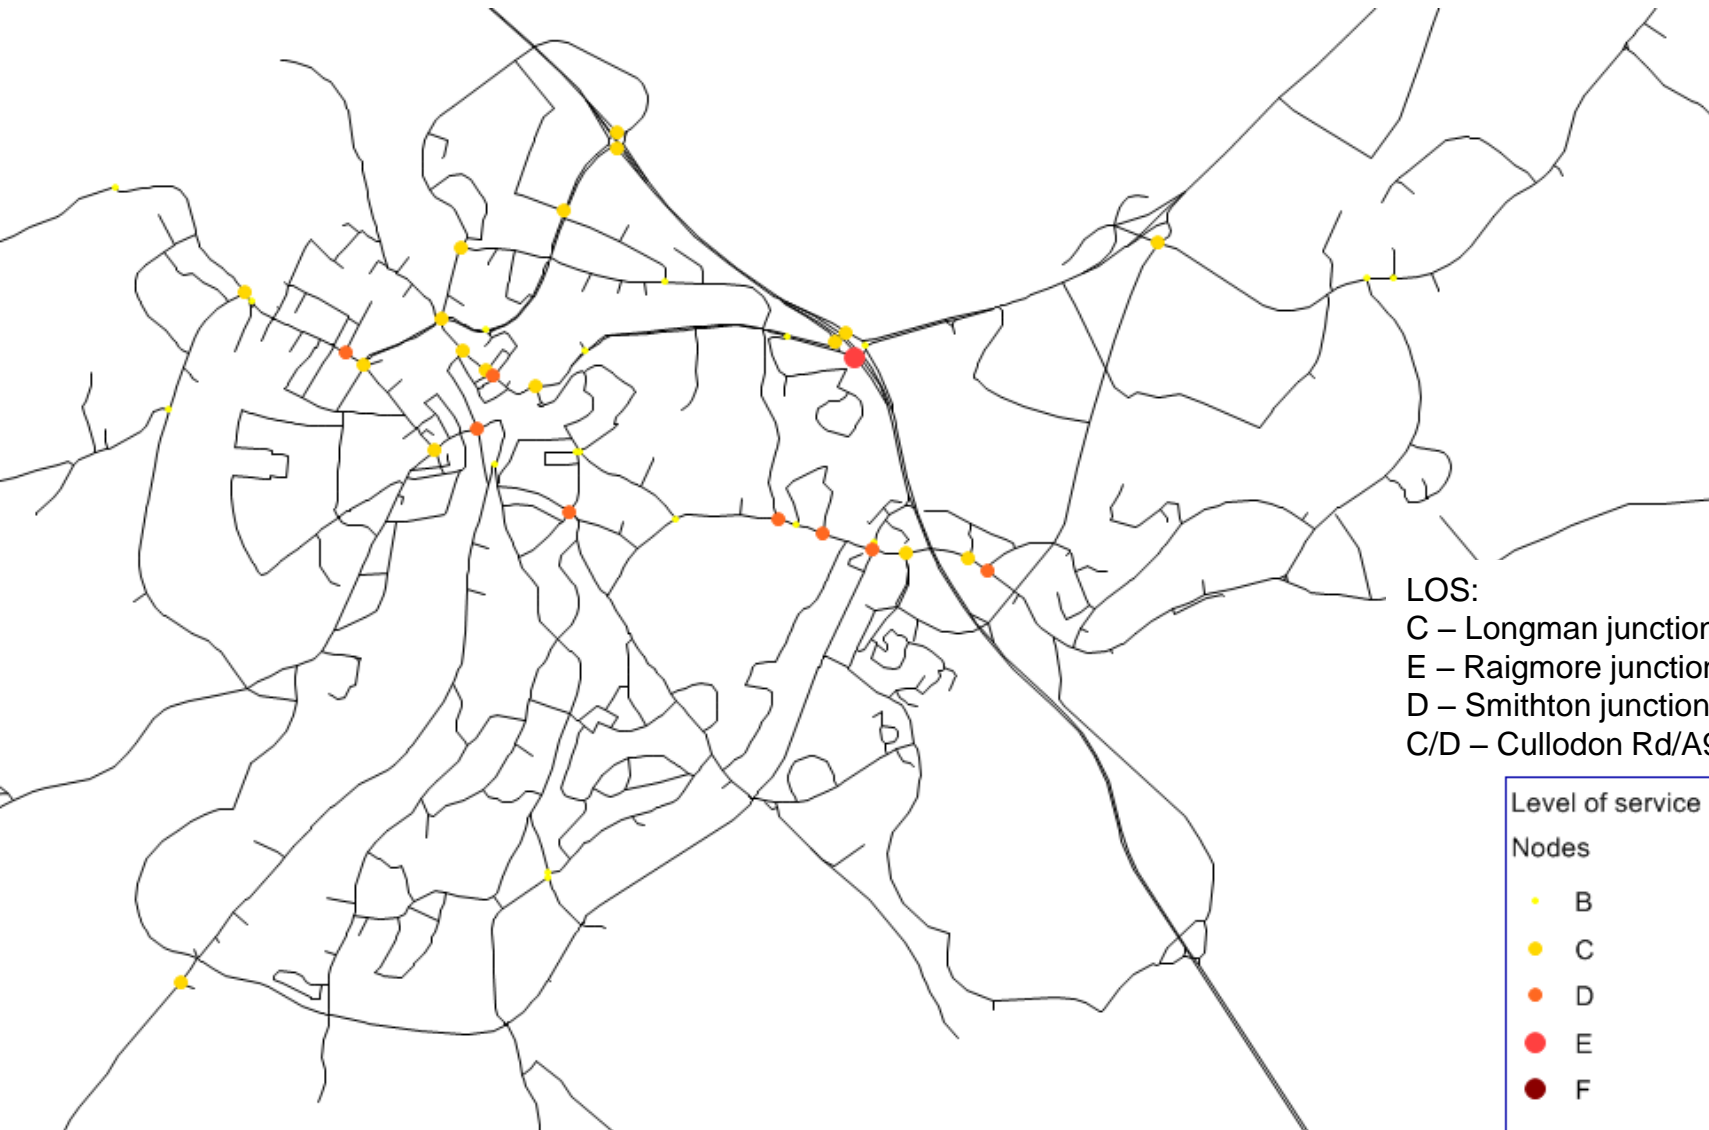 LOS:
C – Longman junction
E – Raigmore junction
D – Smithton junction
C/D – Cullodon Rd/A9
Level of service
Nodes
B
C
D
E
F